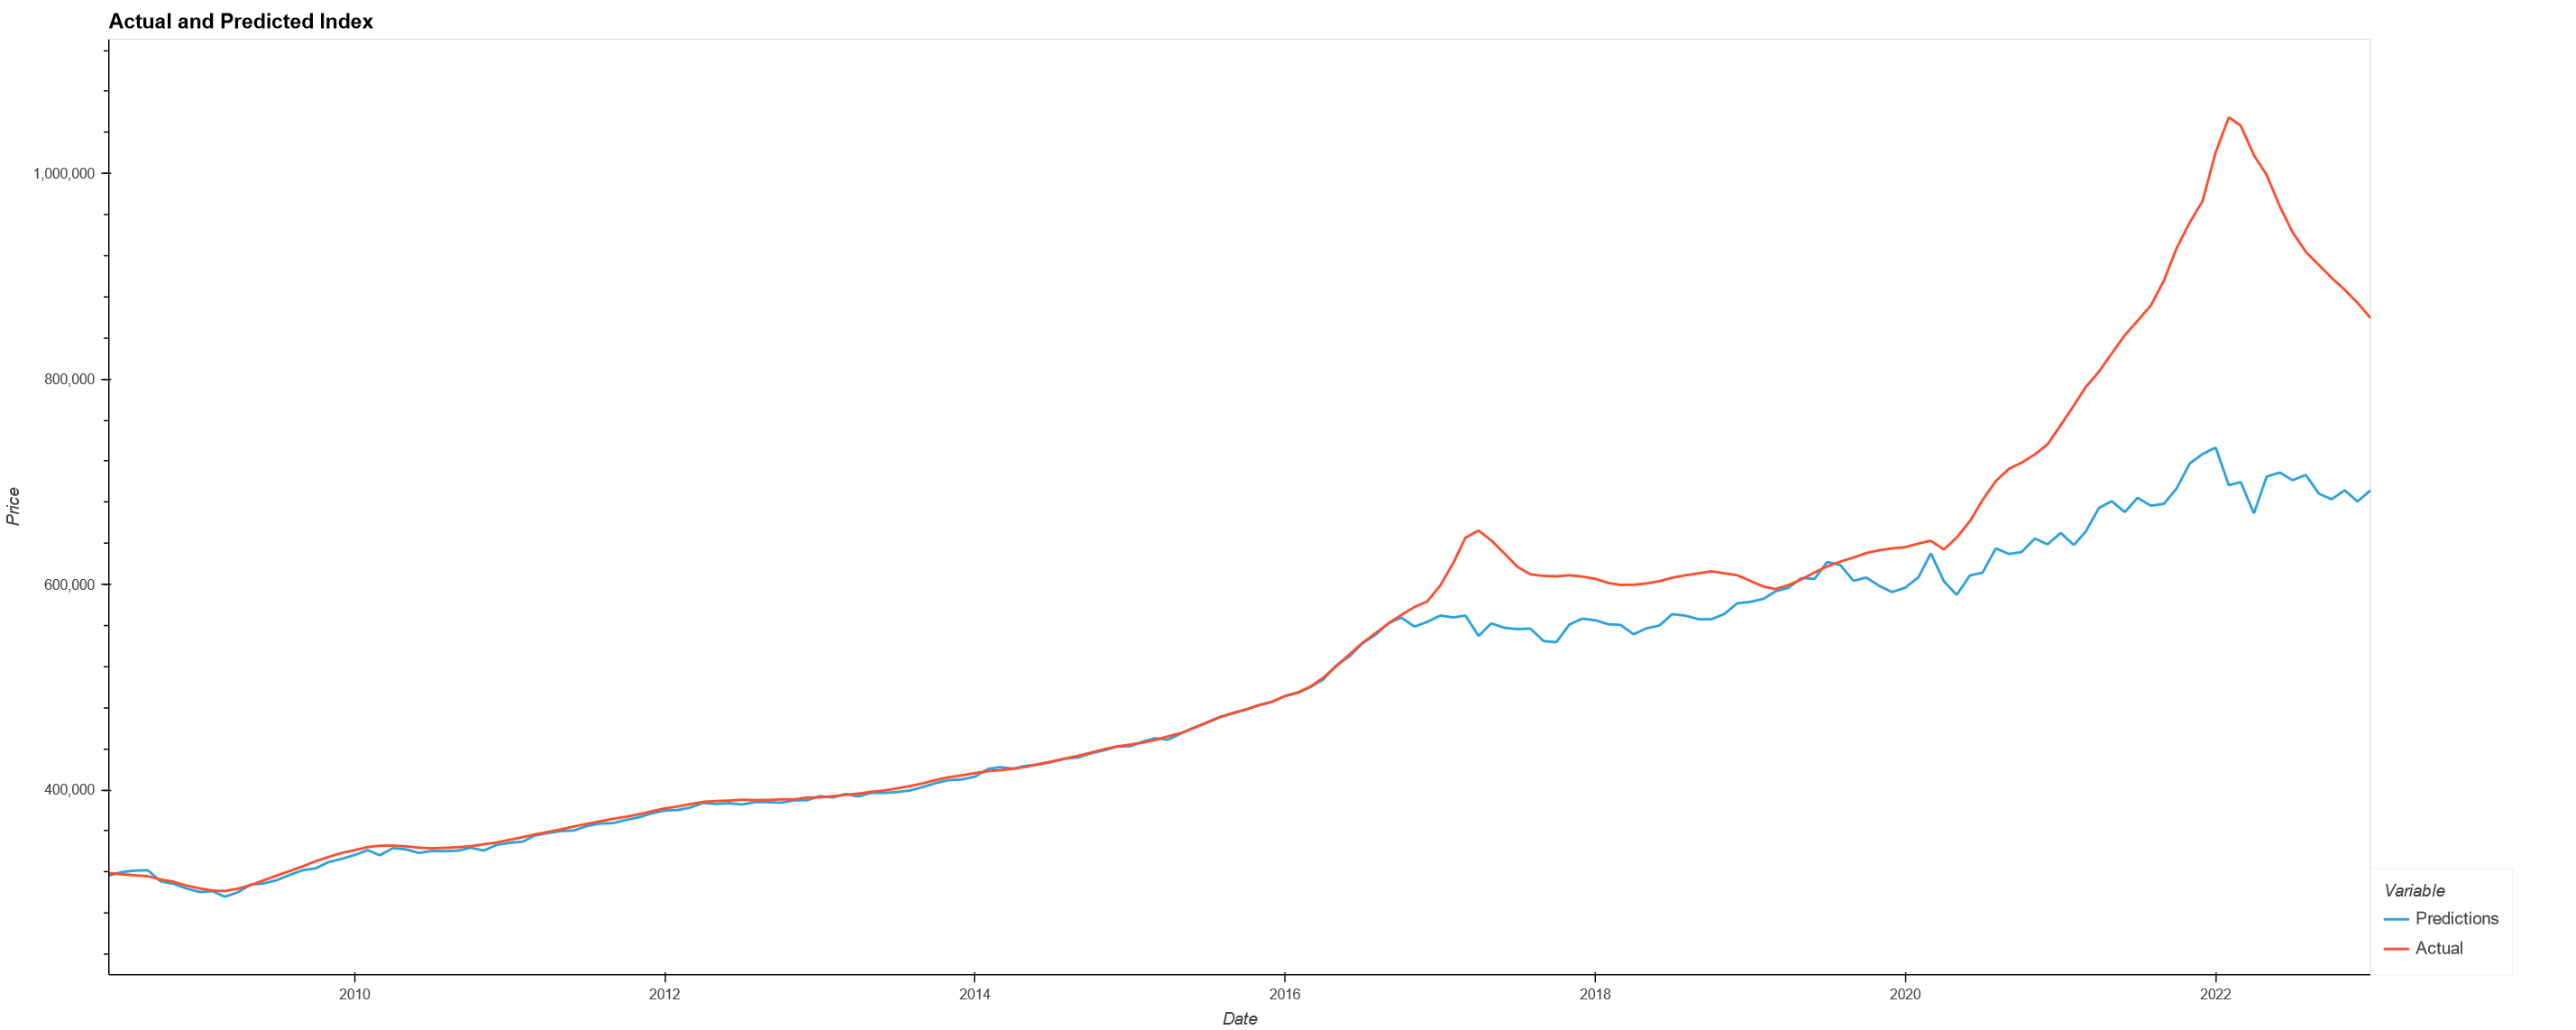 Actual and Predicted Index
Price
1,000,000
800,000
600,000
400,000
2010
2012
2014
2016
2018
2020
2022
Date
Variable
Predictions
Actual